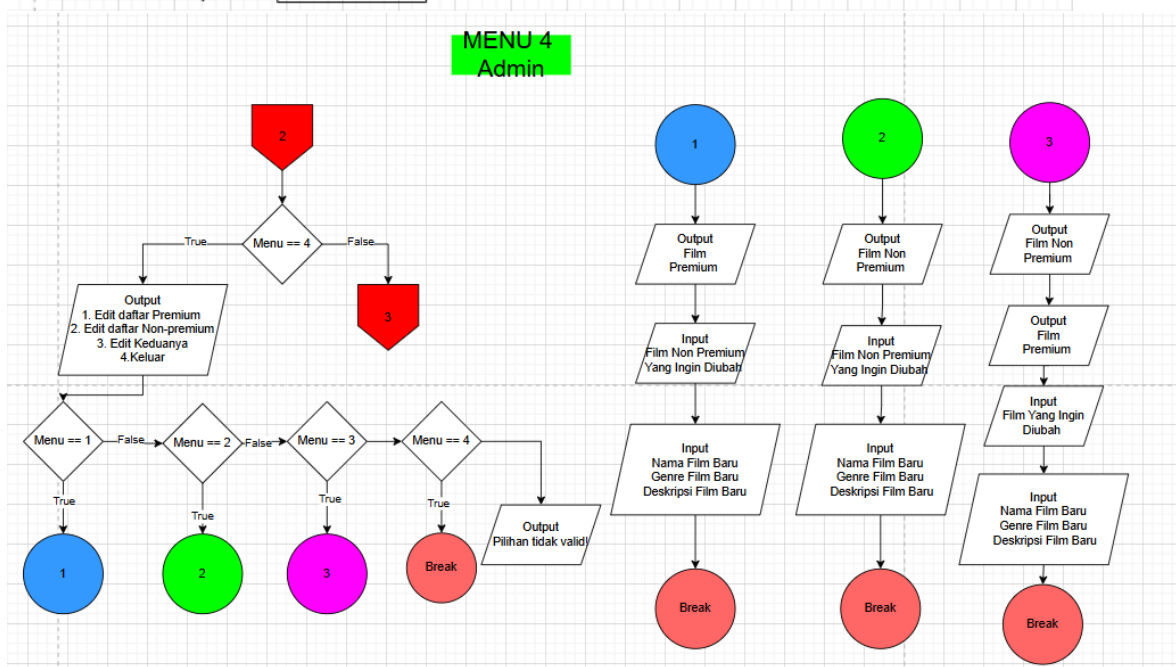 MENU 4
Admin
2
Menu == 4
True
False
3
Output
1. Edit daftar Premium
2. Edit daftar Non-premium
3. Edit Keduanya
4.Keluar
Menu == 1
False
Menu == 2
False
Menu == 3
Menu == 4
True
True
True
True
Output
Pilihan tidak valid!
1
2
3
Break
1
Output
Film
Premium
Input
Film Non Premium
Yang Ingin Diubah
Input
Nama Film Baru
Genre Film Baru
Deskripsi Film Baru
Break
2
Output
Film Non
Premium
Input
Film Non Premium
Yang Ingin Diubah
Input
Nama Film Baru
Genre Film Baru
Deskripsi Film Baru
Break
3
Output
Film Non
Premium
Output
Film
Premium
Input
Film Yang Ingin
Diubah
Input
Nama Film Baru
Genre Film Baru
Deskripsi Film Baru
Break